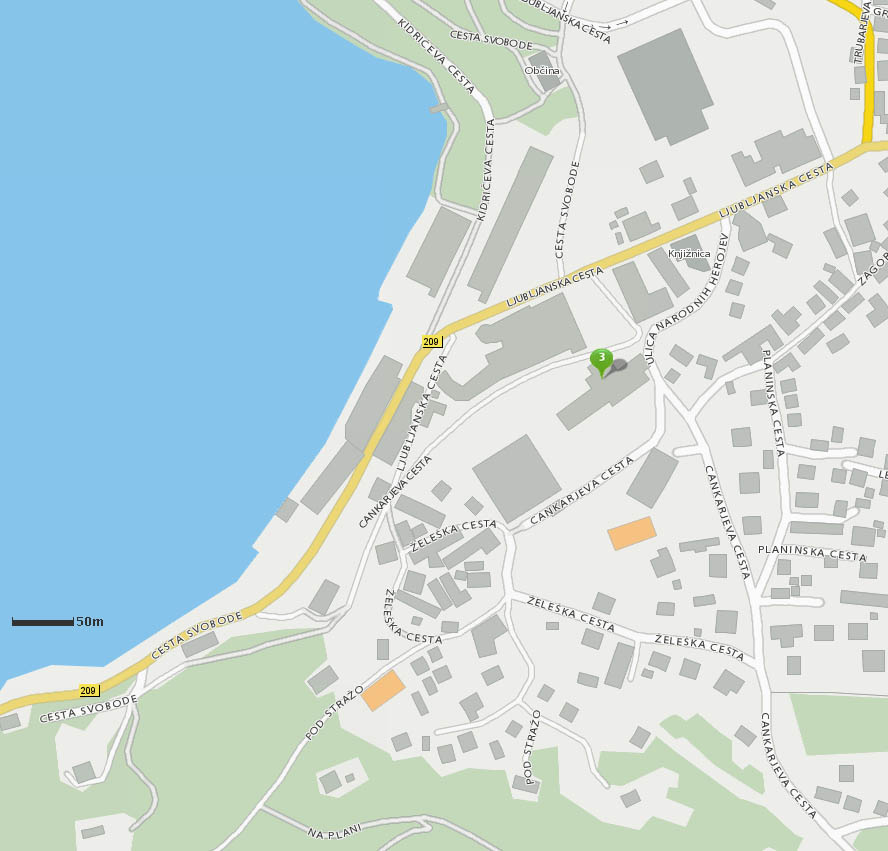 LJUBLJANSKA CESTA
GR
KIDRIČEVA CESTA
CESTA SVOBODE
TRUBARJEVA
Občina
KIDRIČEVA CESTA
CESTA SVOBODE
LJUBLJANSKA CESTA
Knjižnica
ULICA NARODNIH HEROJEV
ZAGOR
LJUBLJANSKA CESTA
209
3
LJUBLJANSKA CESTA
PLANINSKA CESTA
CANKARJEVA CESTA
CANKARJEVA CESTA
CANKARJEVA CESTA
LE
ŽELEŠKA CESTA
PLANINSKA CESTA
50m
CESTA SVOBODE
ŽELEŠKA CESTA
ŽELEŠKA CESTA
ŽELEŠKA CESTA
209
CESTA SVOBODE
POD STRAŽO
POD STRAŽO
CANKARJEVA CESTA
NA PLANI